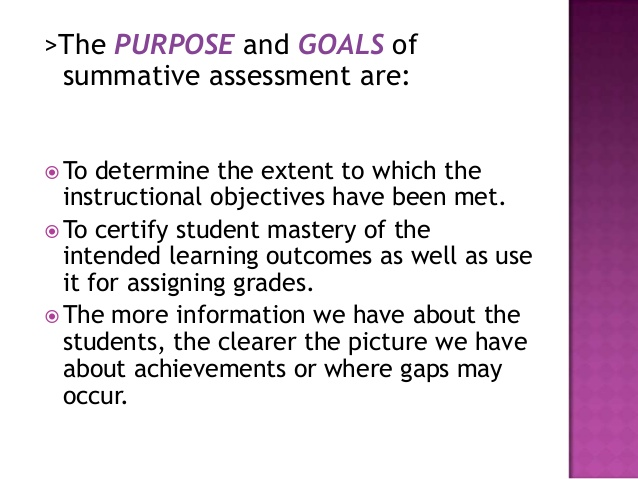 >The PURPOSE and GOALS of
summative assessment are:
To determine the extent to which the
instructional objectives have been met.
To certify student mastery of the
intended learning outcomes as well as use
it for assigning grades.
The more information we have about the
students, the clearer the picture we have
about achievements or where gaps may
occur.